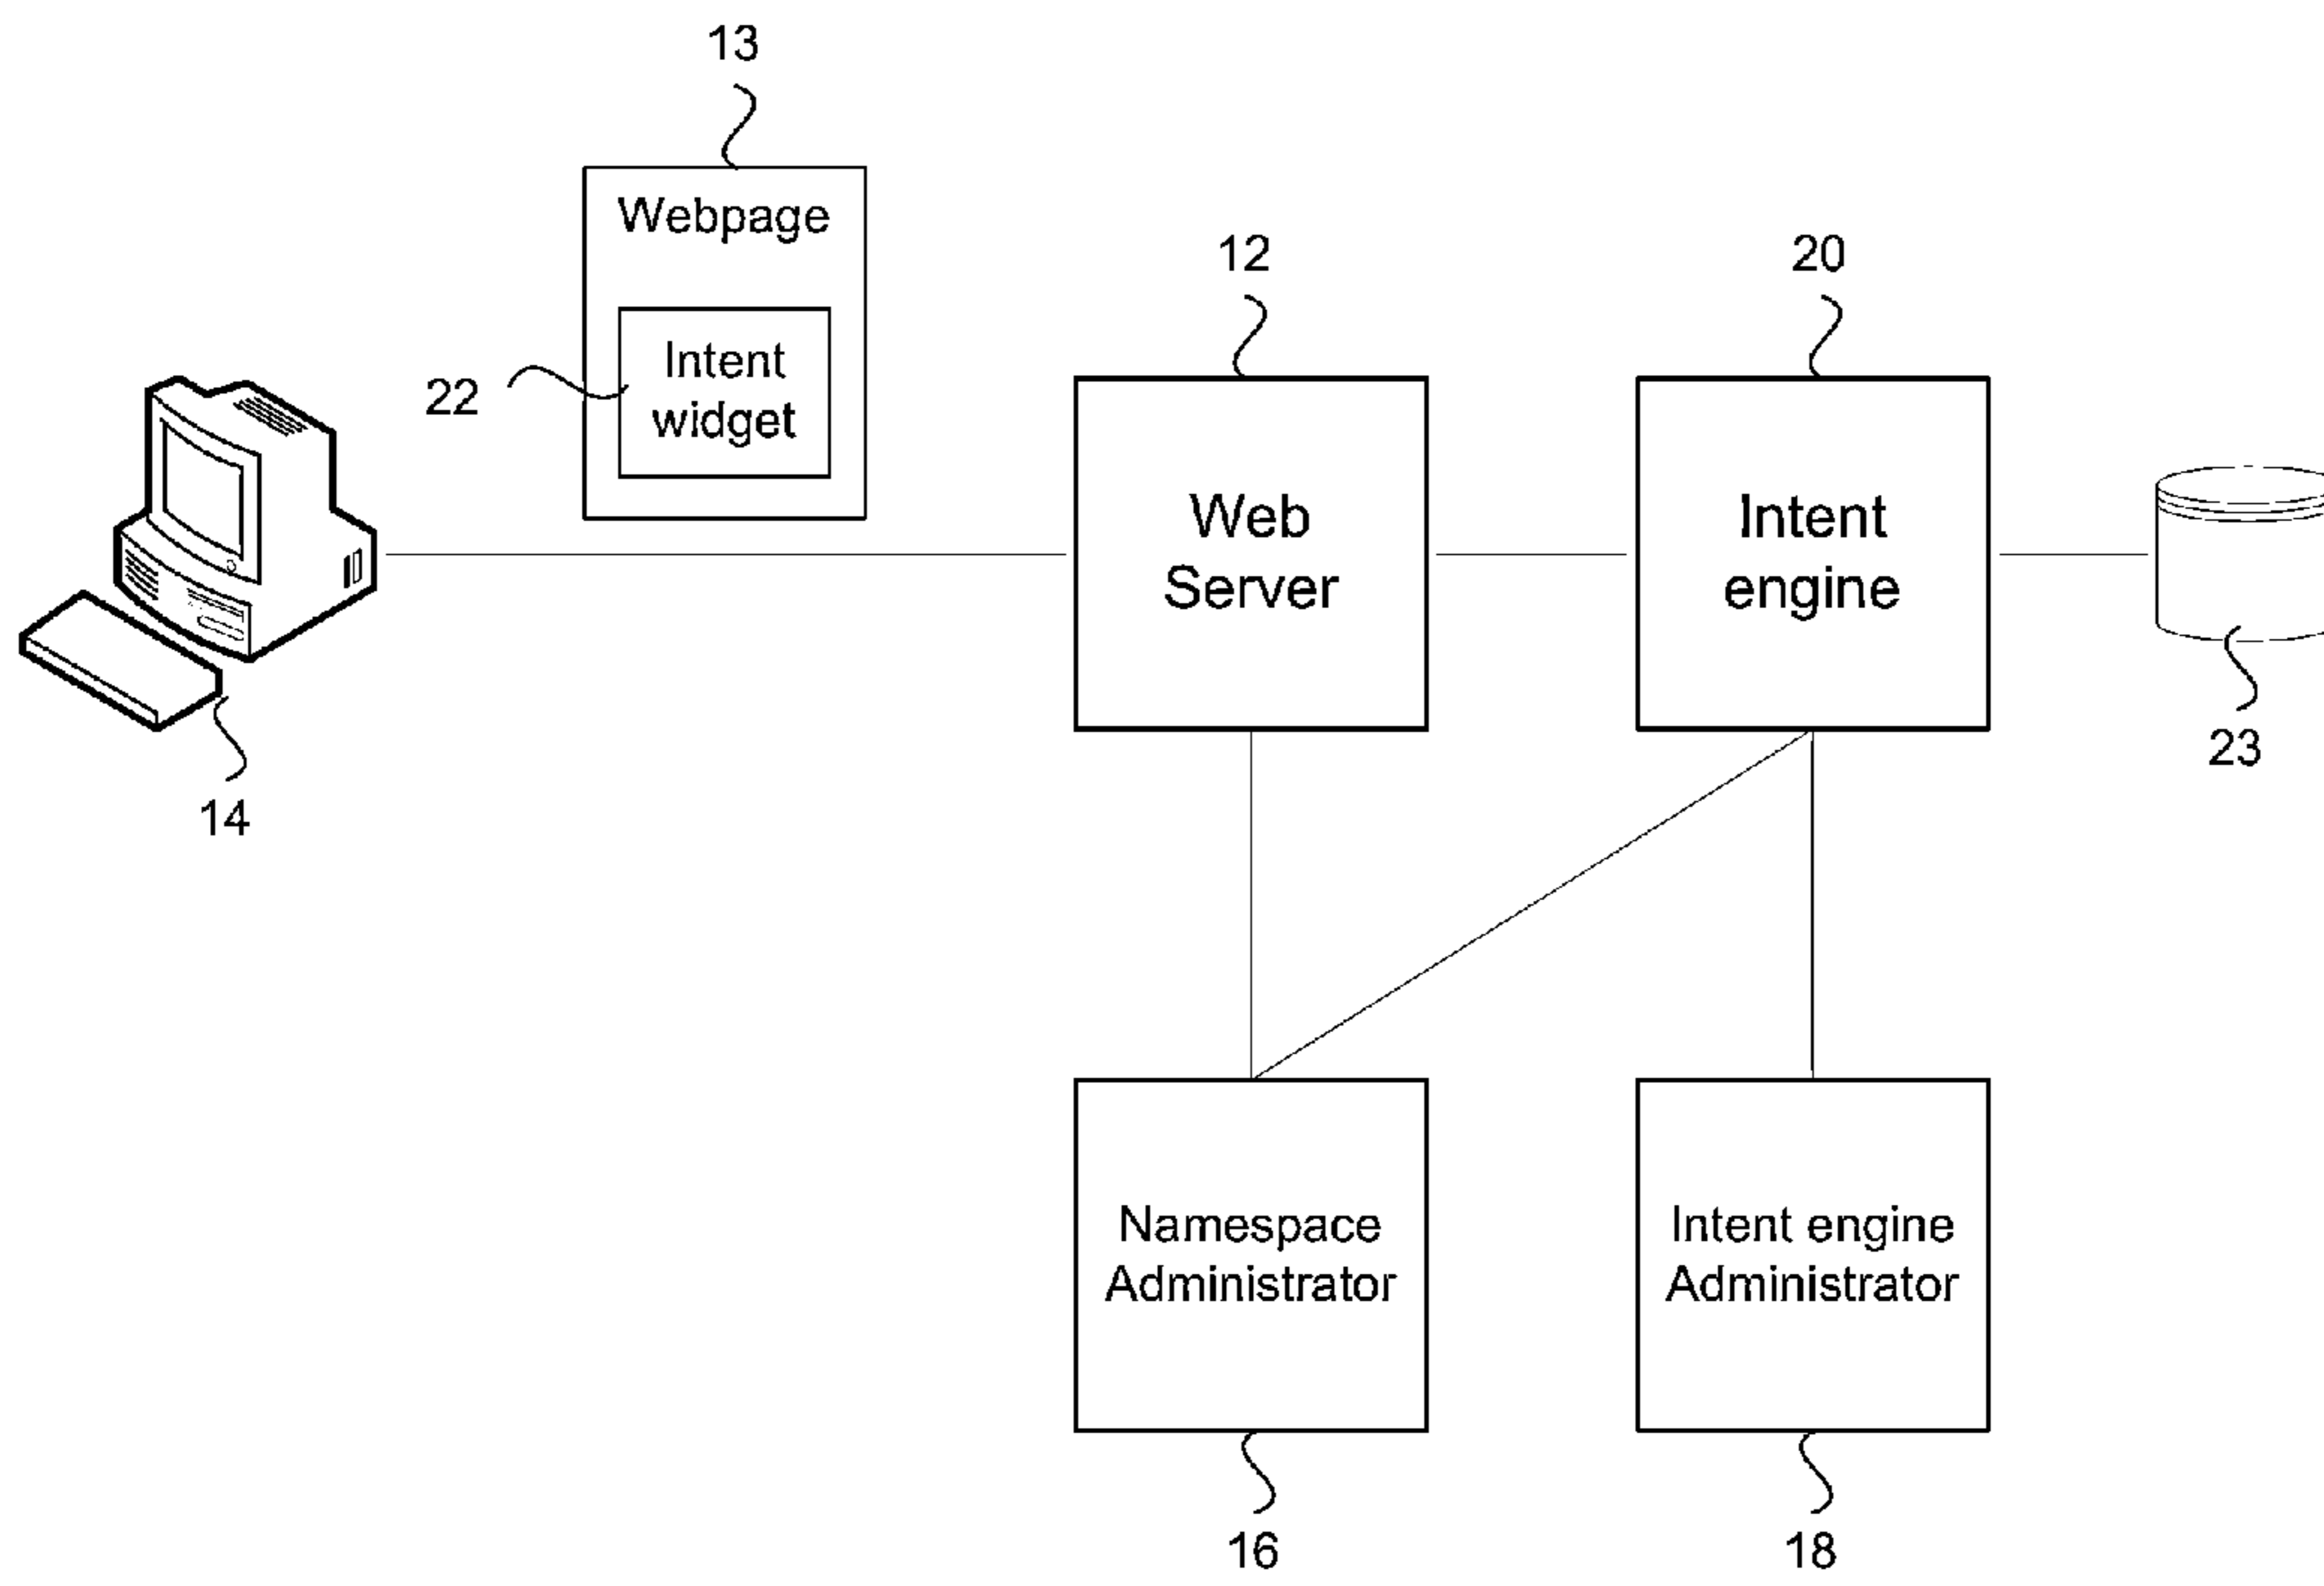 13
Webpage
12
20
Intent
widget
22
Web
Server
Intent
engine
23
14
Namespace
Administrator
Intent engine
Administrator
16
18